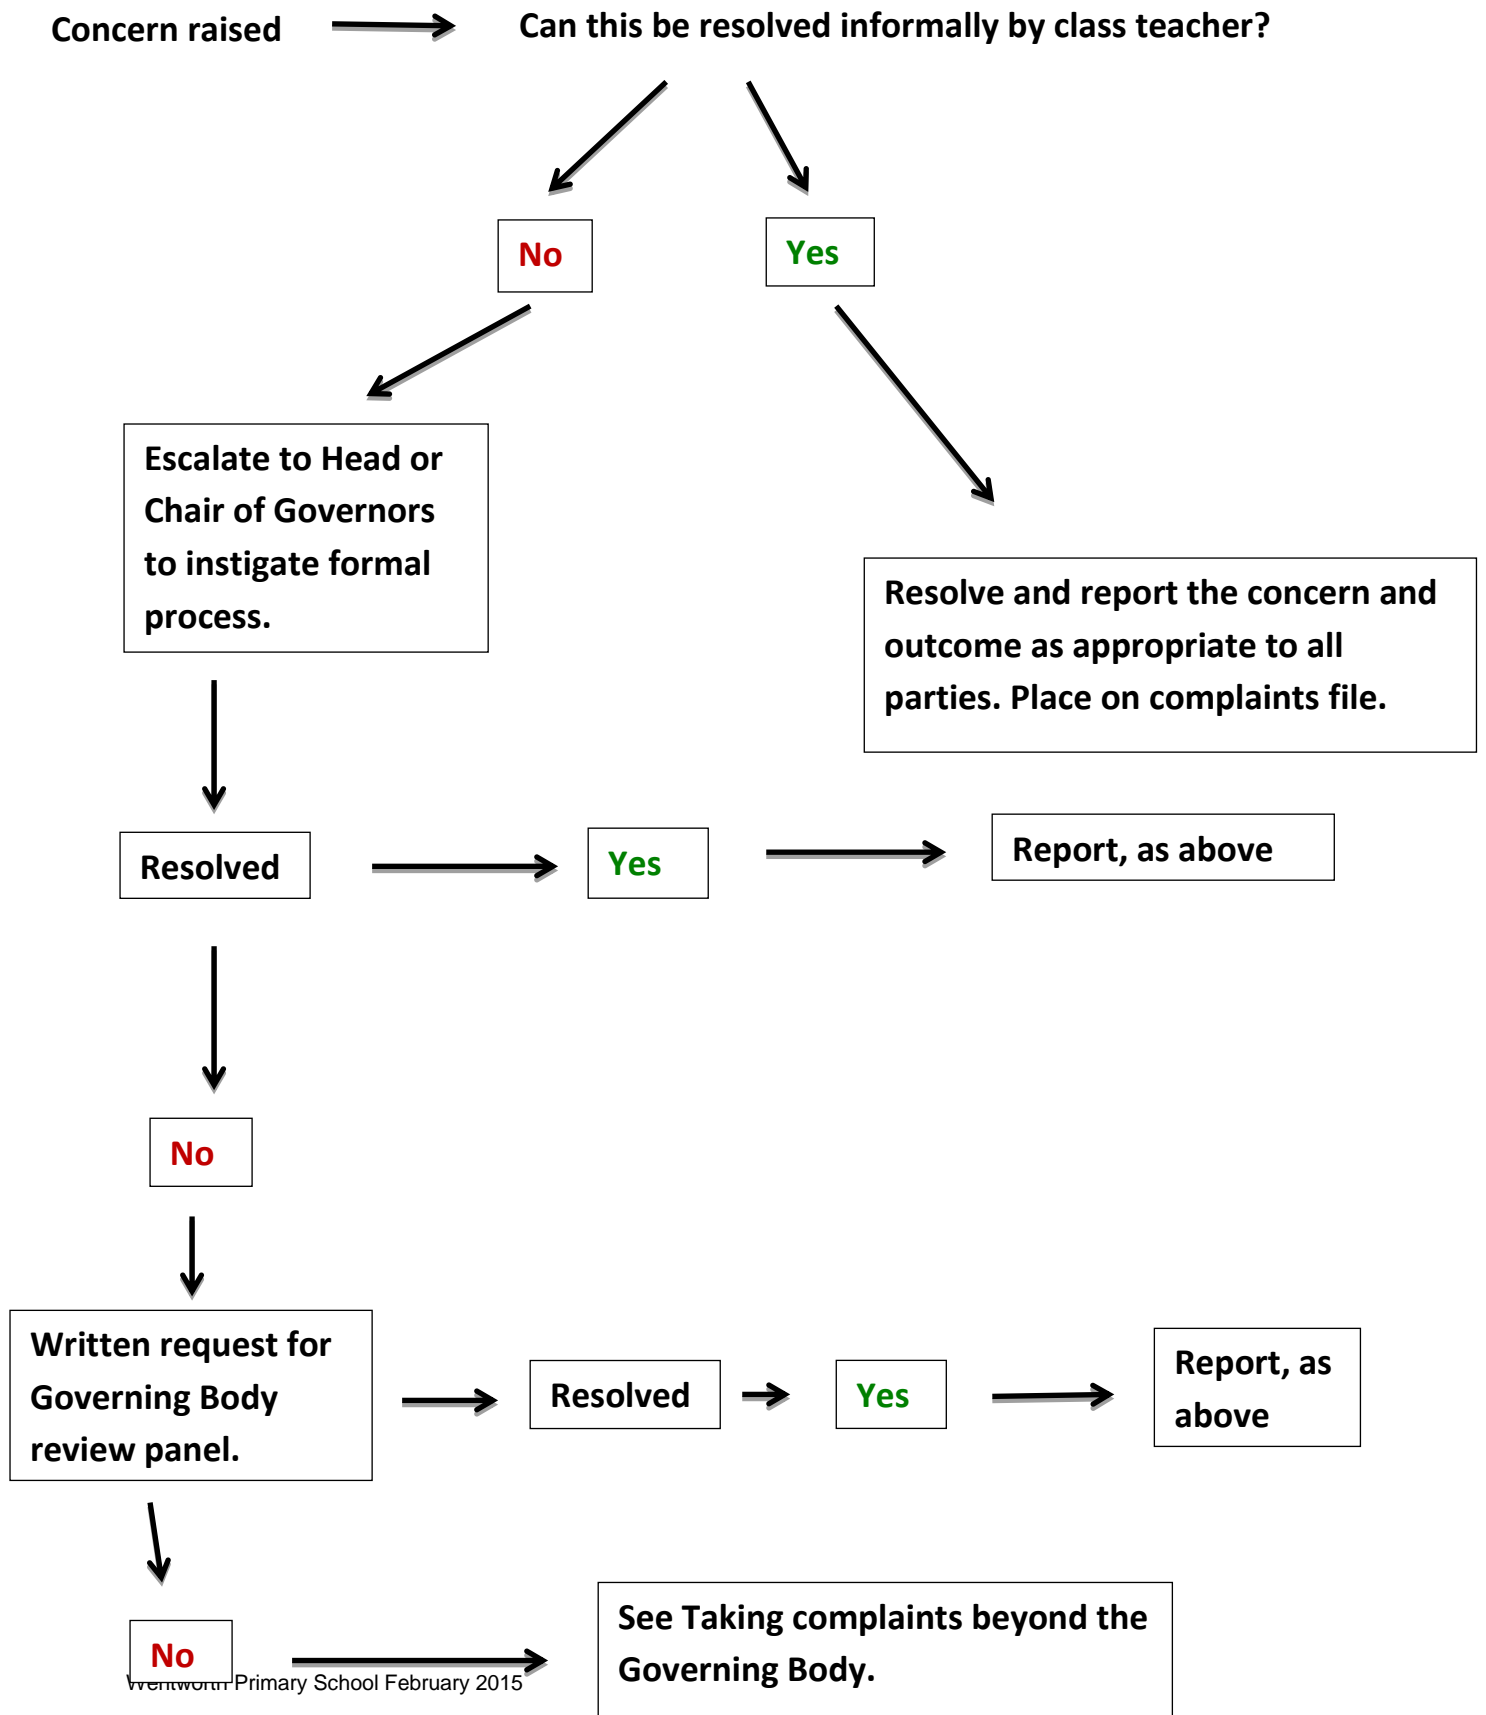 Concern raised
Can this be resolved informally by class teacher?
No
Yes
Escalate to Head or
Chair of Governors
to instigate formal
process.
Resolve and report the concern and
outcome as appropriate to all
parties. Place on complaints file.
Resolved
Yes
Report, as above
No
Written request for
Governing Body
review panel.
Resolved
Yes
Report, as
above
No
See Taking complaints beyond the
Governing Body.
Wentworth Primary School February 2015